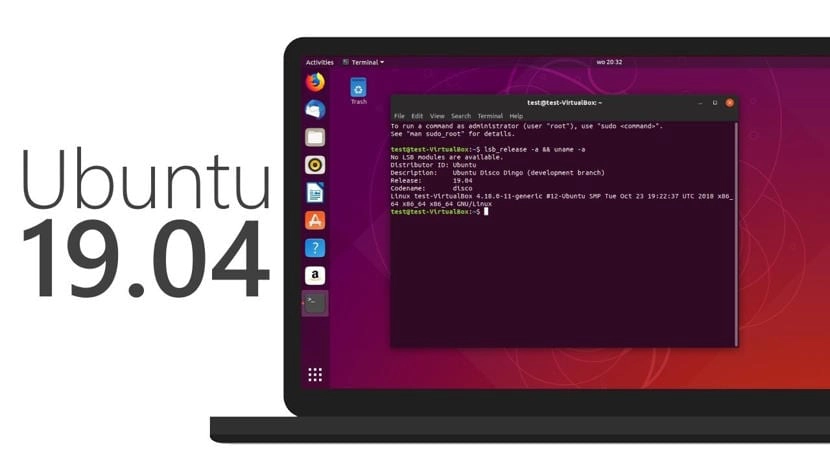 Ubuntu
19.04
Activities
Terminal
wo 20:32
Trash
test@test-VirtualBox: ~
File Edit View Search Terminal Help
To run a command as administrator (user "root"), use "sudo <command>".
See "man sudo_root" for details.
test@test-VirtualBox:~$ lsb_release -a && uname -a
No LSB modules are available.
Distributor ID: Ubuntu
Description: Ubuntu Disco Dingo (development branch)
Release: 19.04
Codename: disco
Linux test-VirtualBox 4.18.0-11-generic #12-Ubuntu SMP Tue Oct 23 19:22:37 UTC 2018 x86_
64 x86_64 x86_64 GNU/Linux
test@test-VirtualBox:~$